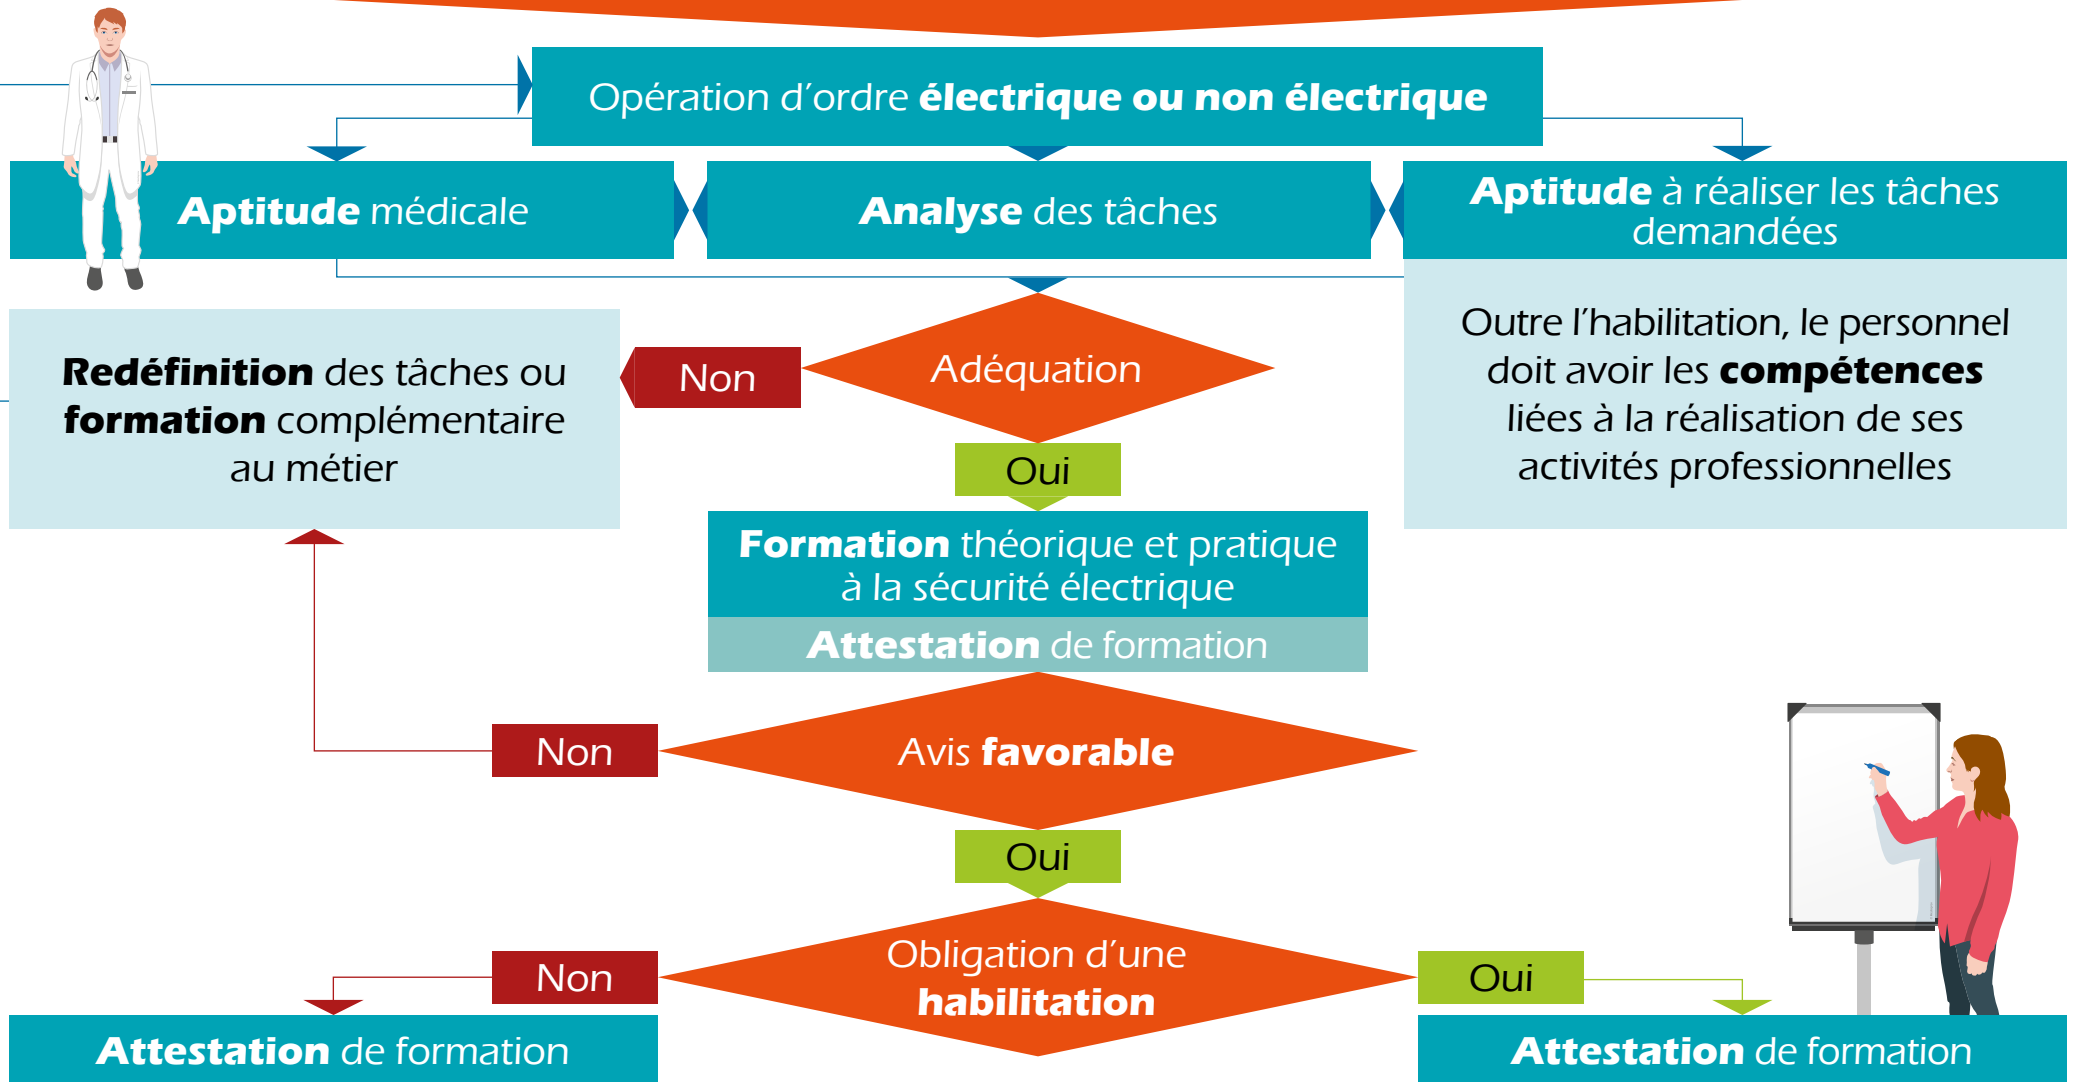 Opération d'ordre électrique ou non électrique
Aptitude médicale
Analyse des tâches
Aptitude à réaliser les tâches
demandées
Outre l'habilitation, le personnel
doit avoir les compétences
liées à la réalisation de ses
activités professionnelles
Adéquation
Non
Redéfinition des tâches ou
formation complémentaire
au métier
Oui
Formation théorique et pratique
à la sécurité électrique
Attestation de formation
Avis favorable
Non
Oui
Obligation d'une
habilitation
Non
Oui
Attestation de formation
Attestation de formation